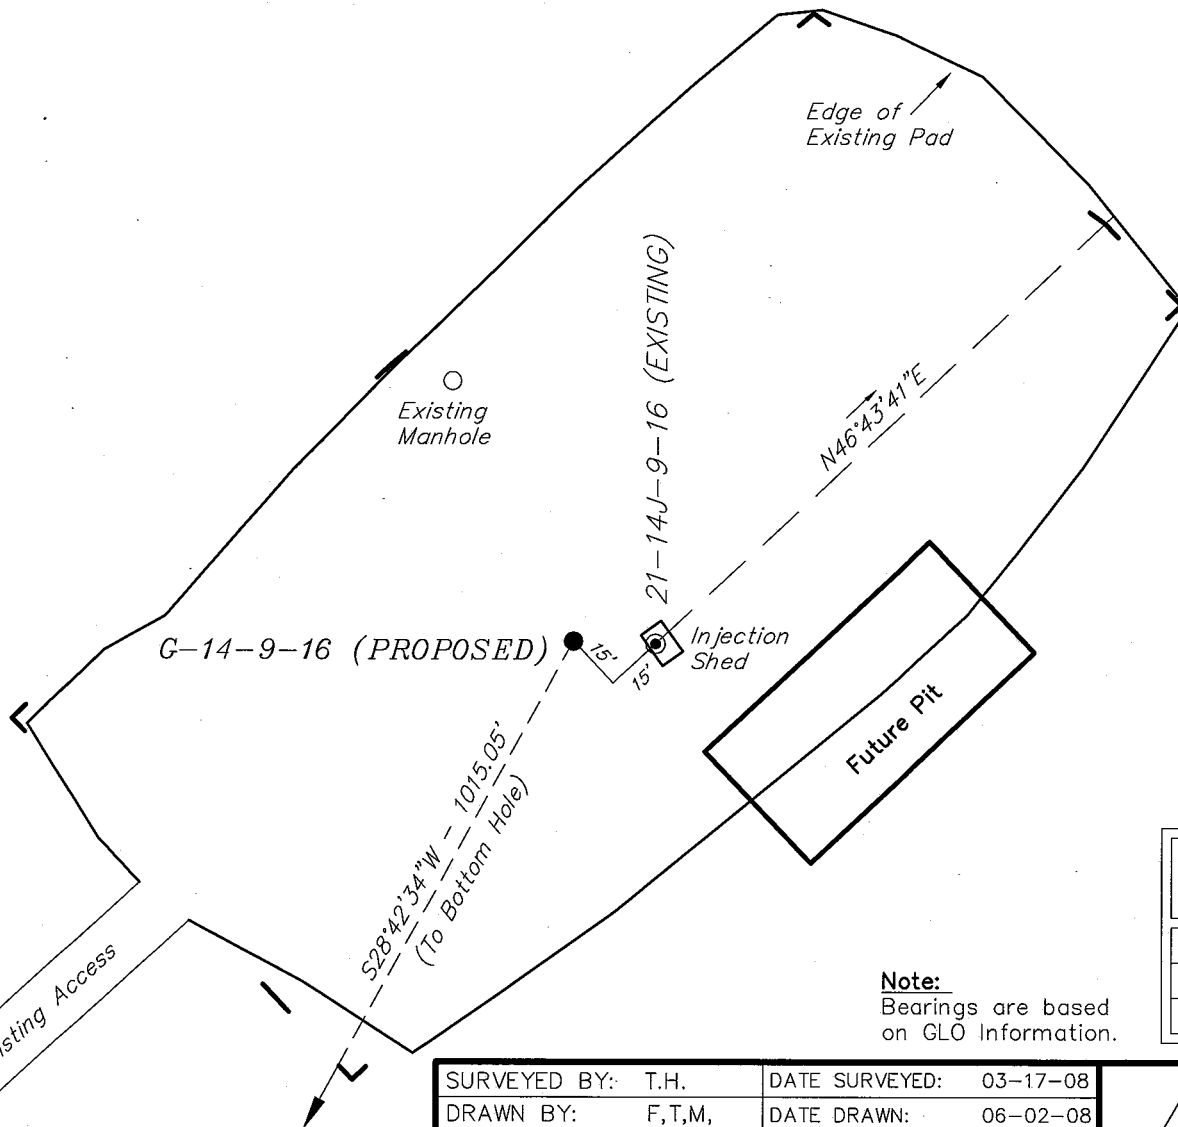 Edge of
Existing Pad
21-14J-9-16 (EXISTING)
N46°43'41"E
Existing
Manhole
G-14-9-16 (PROPOSED)
15'
15'
Injection
Shed
Future Pit
S28°42'34"W - 1015.05'
(To Bottom Hole)
isting Access
Note:
Bearings are based
on GLO Information.
SURVEYED BY: T.H. DATE SURVEYED: 03-17-08
DRAWN BY: F,T,M, DATE DRAWN: 06-02-08